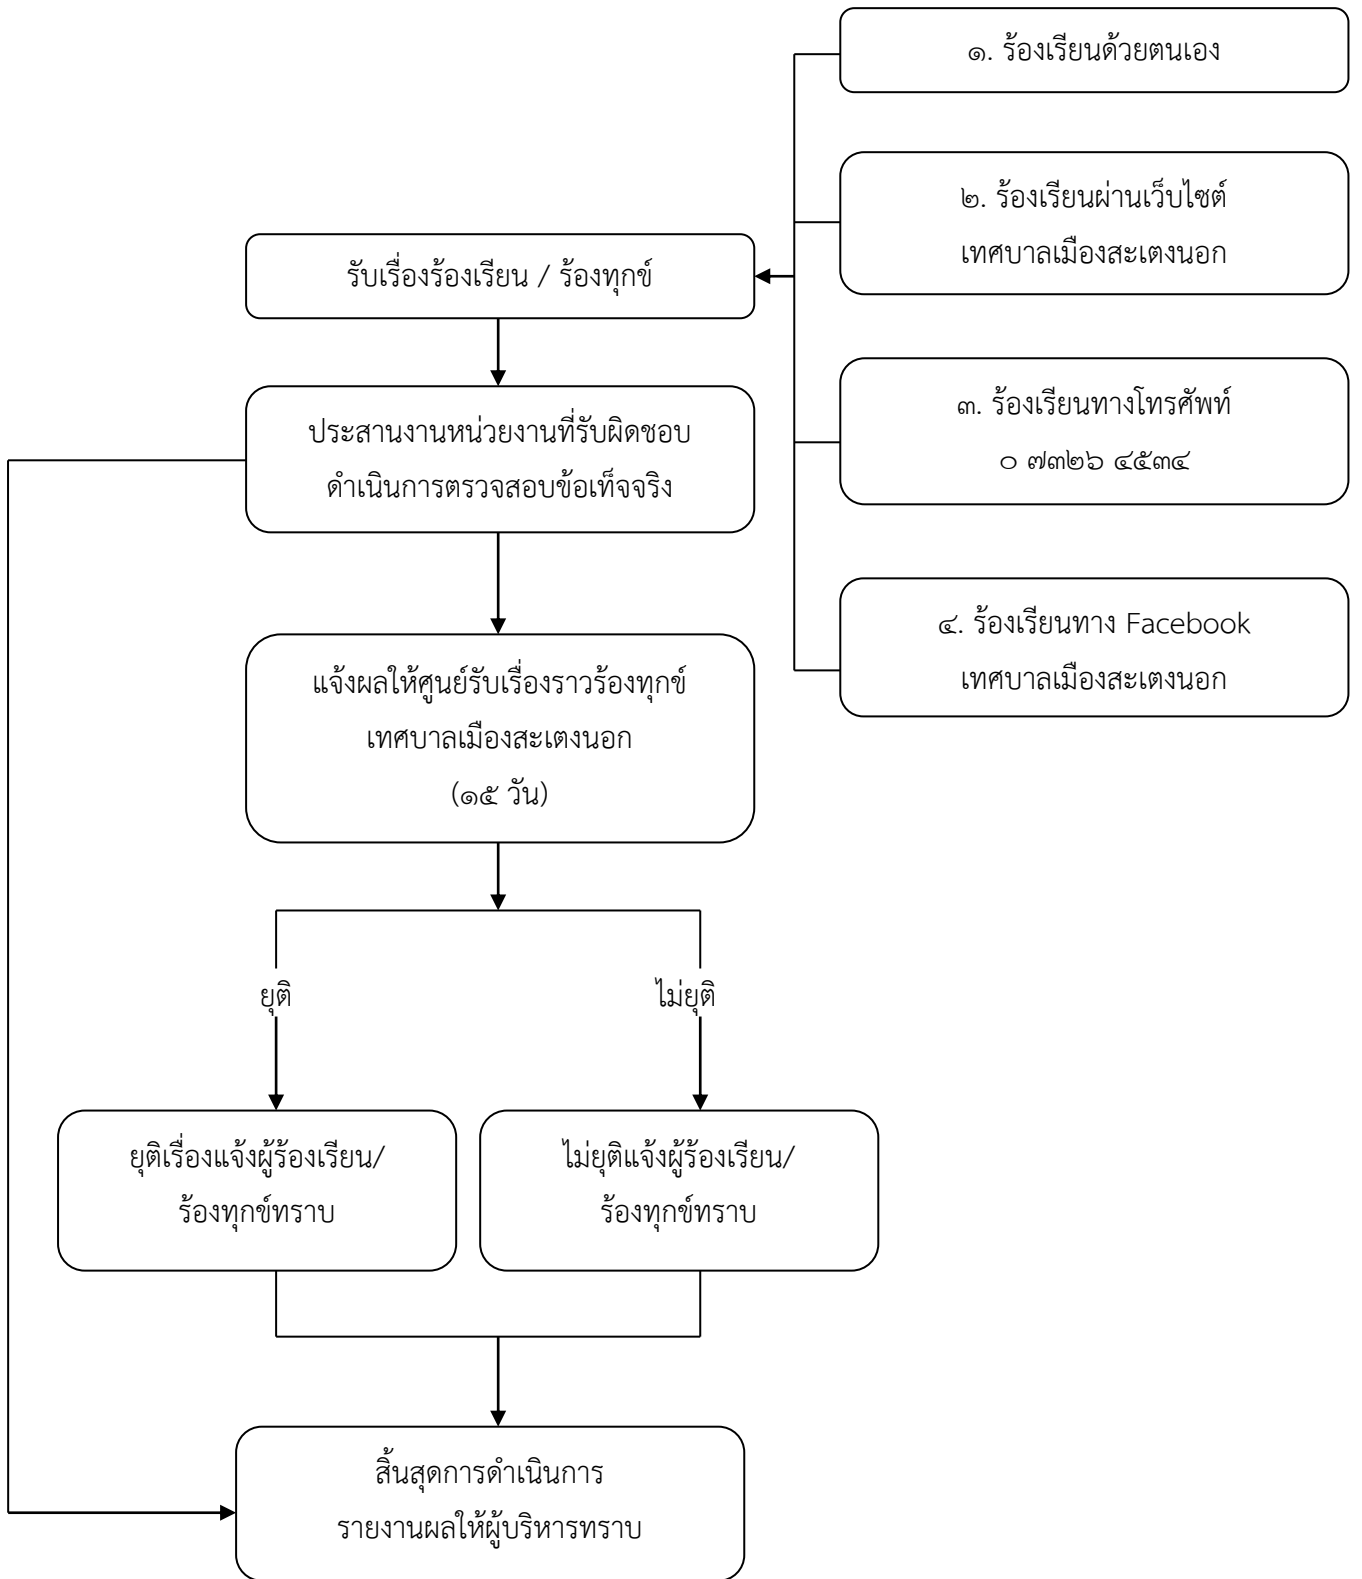 ๑. ร้องเรียนด้วยตนเอง
๒. ร้องเรียนผ่านเว็บไซต์
เทศบาลเมืองสะเตงนอก
รับเรื่องร้องเรียน / ร้องทุกข์
๓. ร้องเรียนทางโทรศัพท์
๐ ๗๓๒๖ ๔๕๓๔
ประสานงานหน่วยงานที่รับผิดชอบ
ดำเนินการตรวจสอบข้อเท็จจริง
๔. ร้องเรียนทาง Facebook
เทศบาลเมืองสะเตงนอก
แจ้งผลให้ศูนย์รับเรื่องราวร้องทุกข์
เทศบาลเมืองสะเตงนอก
(๑๕ วัน)
ยุติ
ไม่ยุติ
ยุติเรื่องแจ้งผู้ร้องเรียน/
ร้องทุกข์ทราบ
ไม่ยุติแจ้งผู้ร้องเรียน/
ร้องทุกข์ทราบ
สิ้นสุดการดำเนินการ
รายงานผลให้ผู้บริหารทราบ